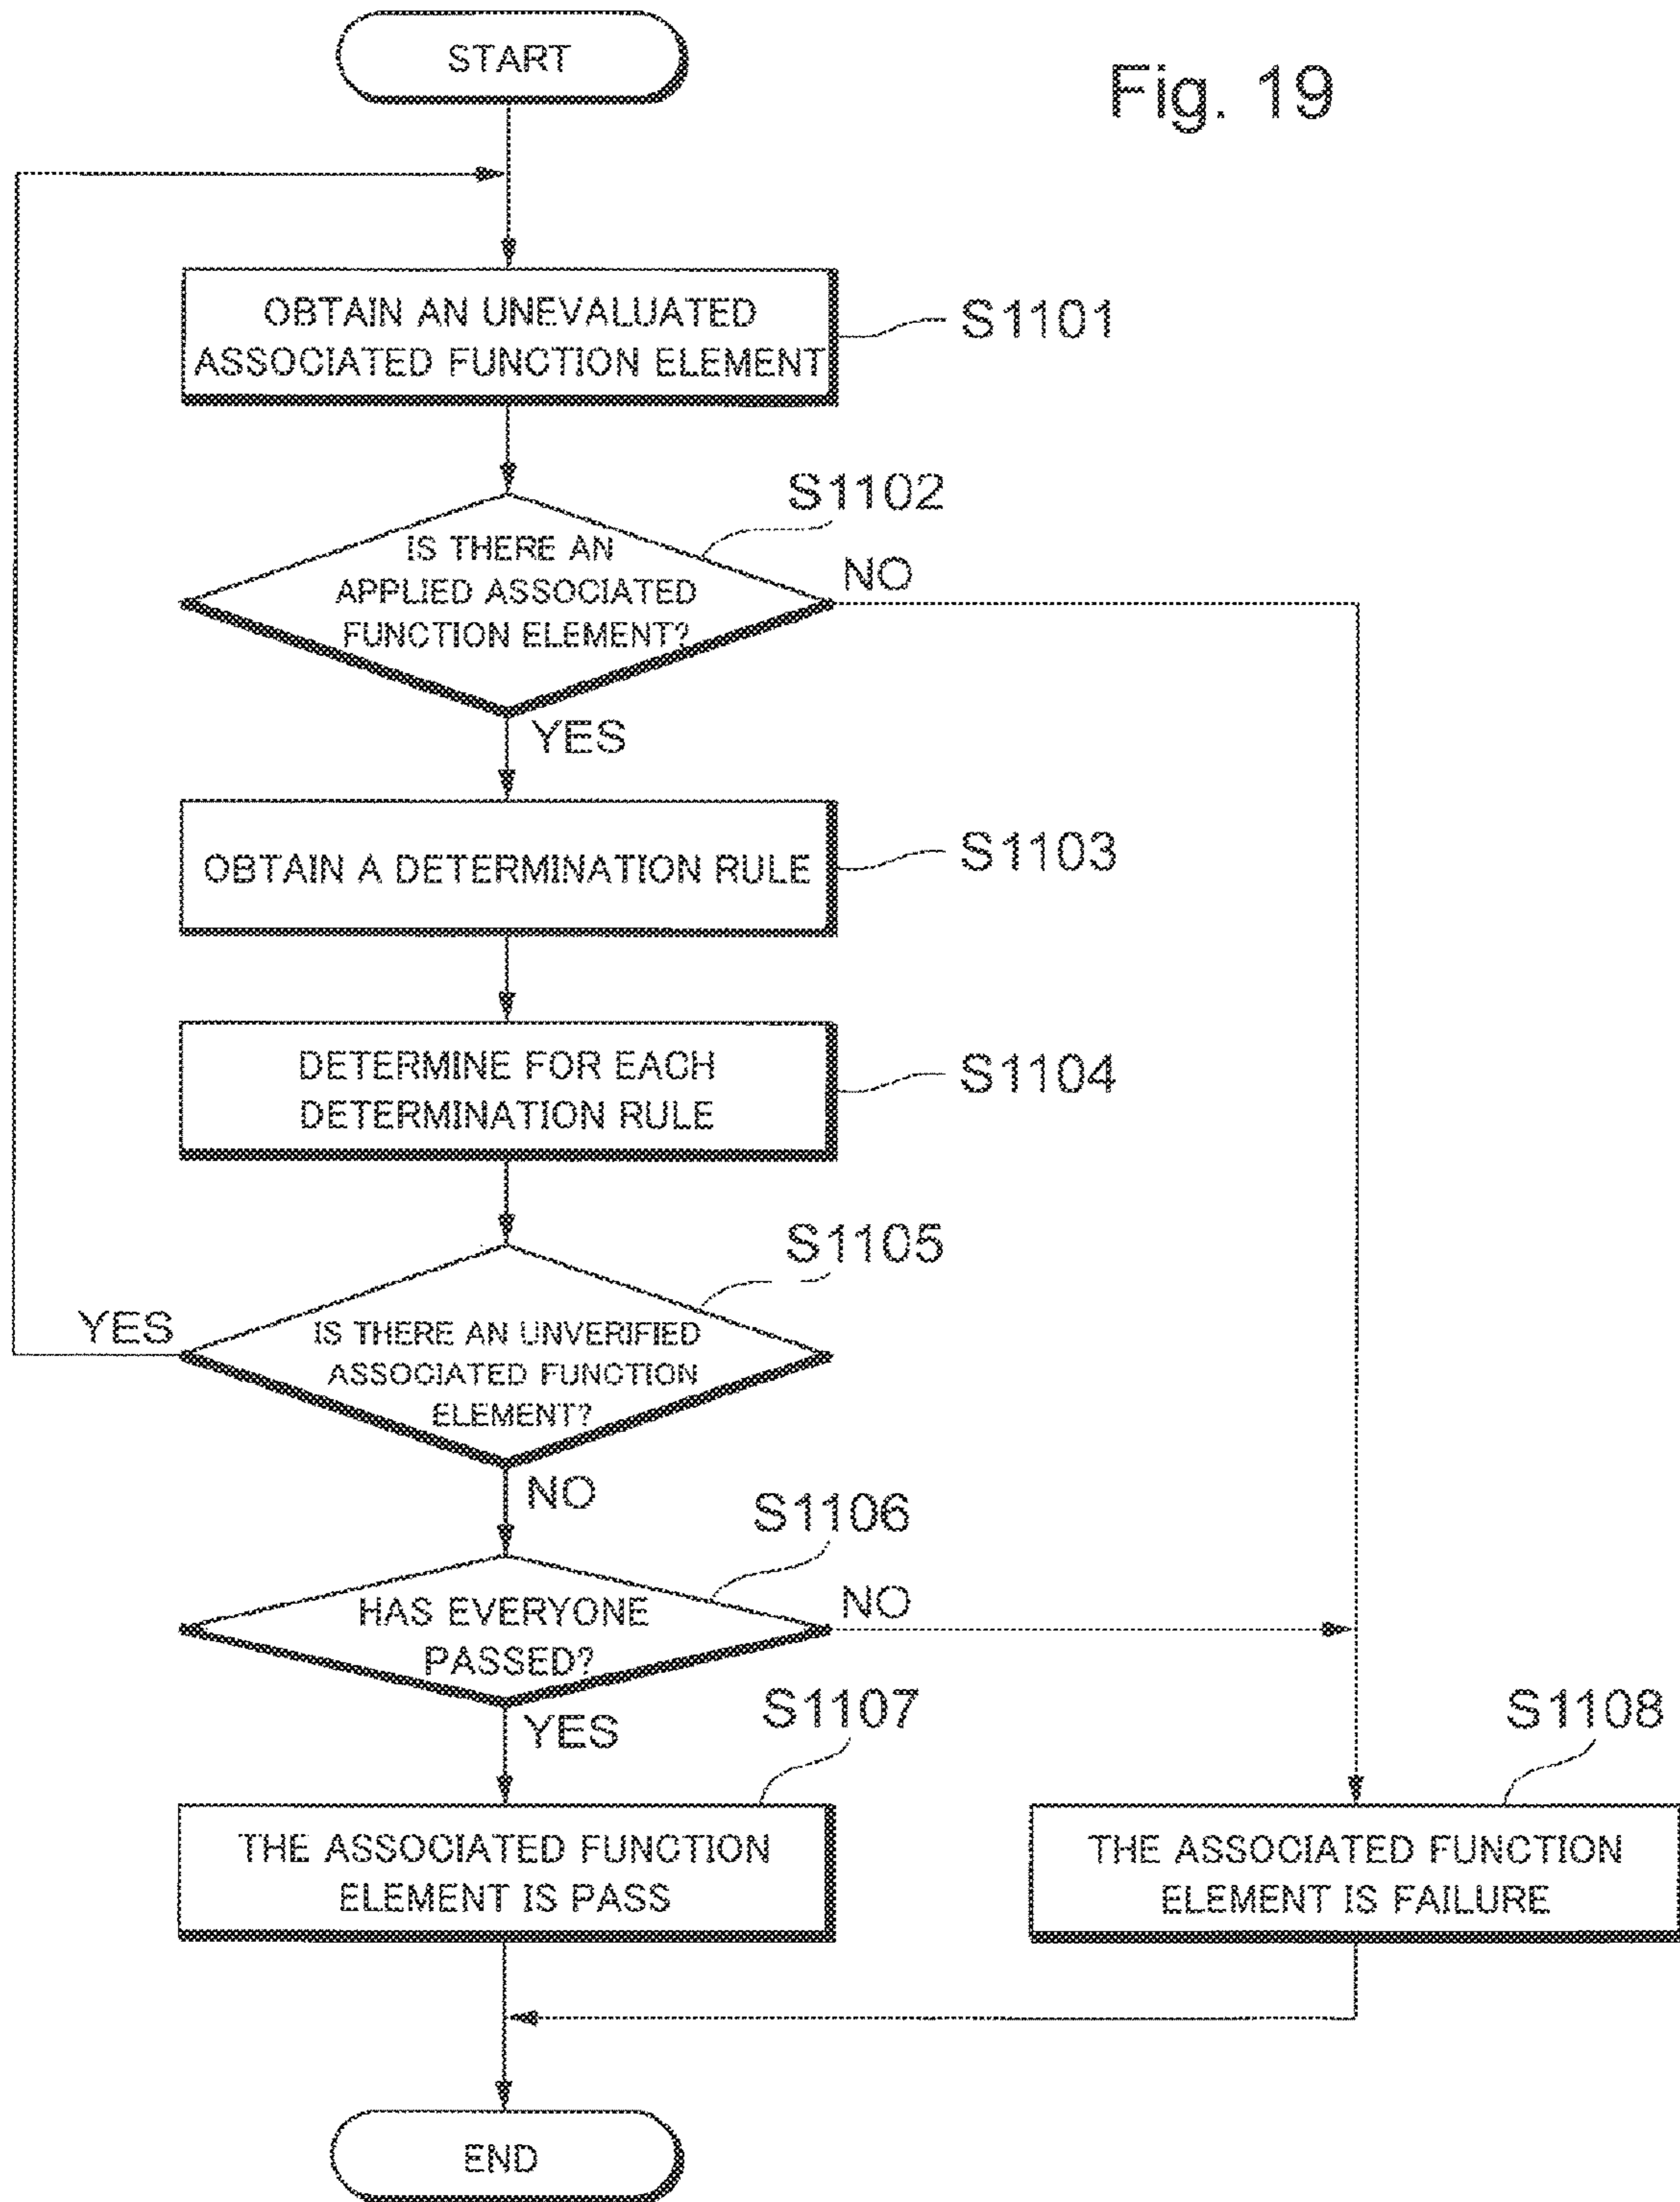 START
Fig. 19
OBTAIN AN UNEVALUATED
ASSOCIATED FUNCTION ELEMENT
S1101
S1102
IS THERE AN
APPLIED ASSOCIATED
FUNCTION ELEMENT?
NO
YES
OBTAIN A DETERMINATION RULE
S1103
DETERMINE FOR EACH
DETERMINATION RULE
S1104
S1105
YES
IS THERE AN UNVERIFIED
ASSOCIATED FUNCTION
ELEMENT?
NO
S1106
HAS EVERYONE
PASSED?
NO
YES
S1107
S1108
THE ASSOCIATED FUNCTION
ELEMENT IS PASS
THE ASSOCIATED FUNCTION
ELEMENT IS FAILURE
END